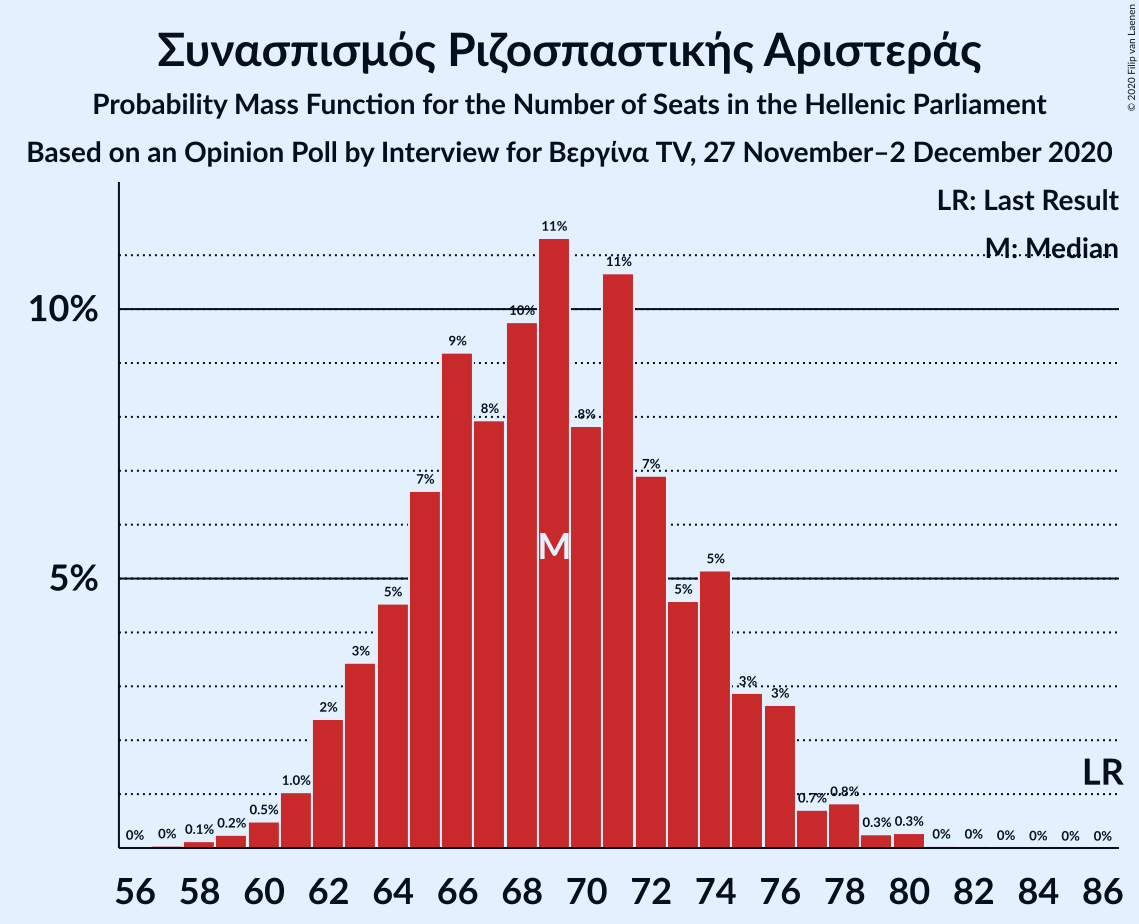 Συνασπισμός Ριζοσπαστικής Αριστεράς
Probability Mass Function for the Number of Seats in the Hellenic Parliament
Based on an Opinion Poll by Interview for Βεργίνα TV, 27 November–2 December 2020
© 2020 Filip van Laenen
LR: Last Result
M: Median
10%
5%
0% 0% 0.1% 0.2% 0.5% 1.0% 2% 3% 5% 7% 9% 8% 10% 11% 8% 11% 7% 5% 5% 3% 3% 0.7% 0.8% 0.3% 0.3% 0% 0% 0% 0% 0% 0%
M
LR
56 58 60 62 64 66 68 70 72 74 76 78 80 82 84 86